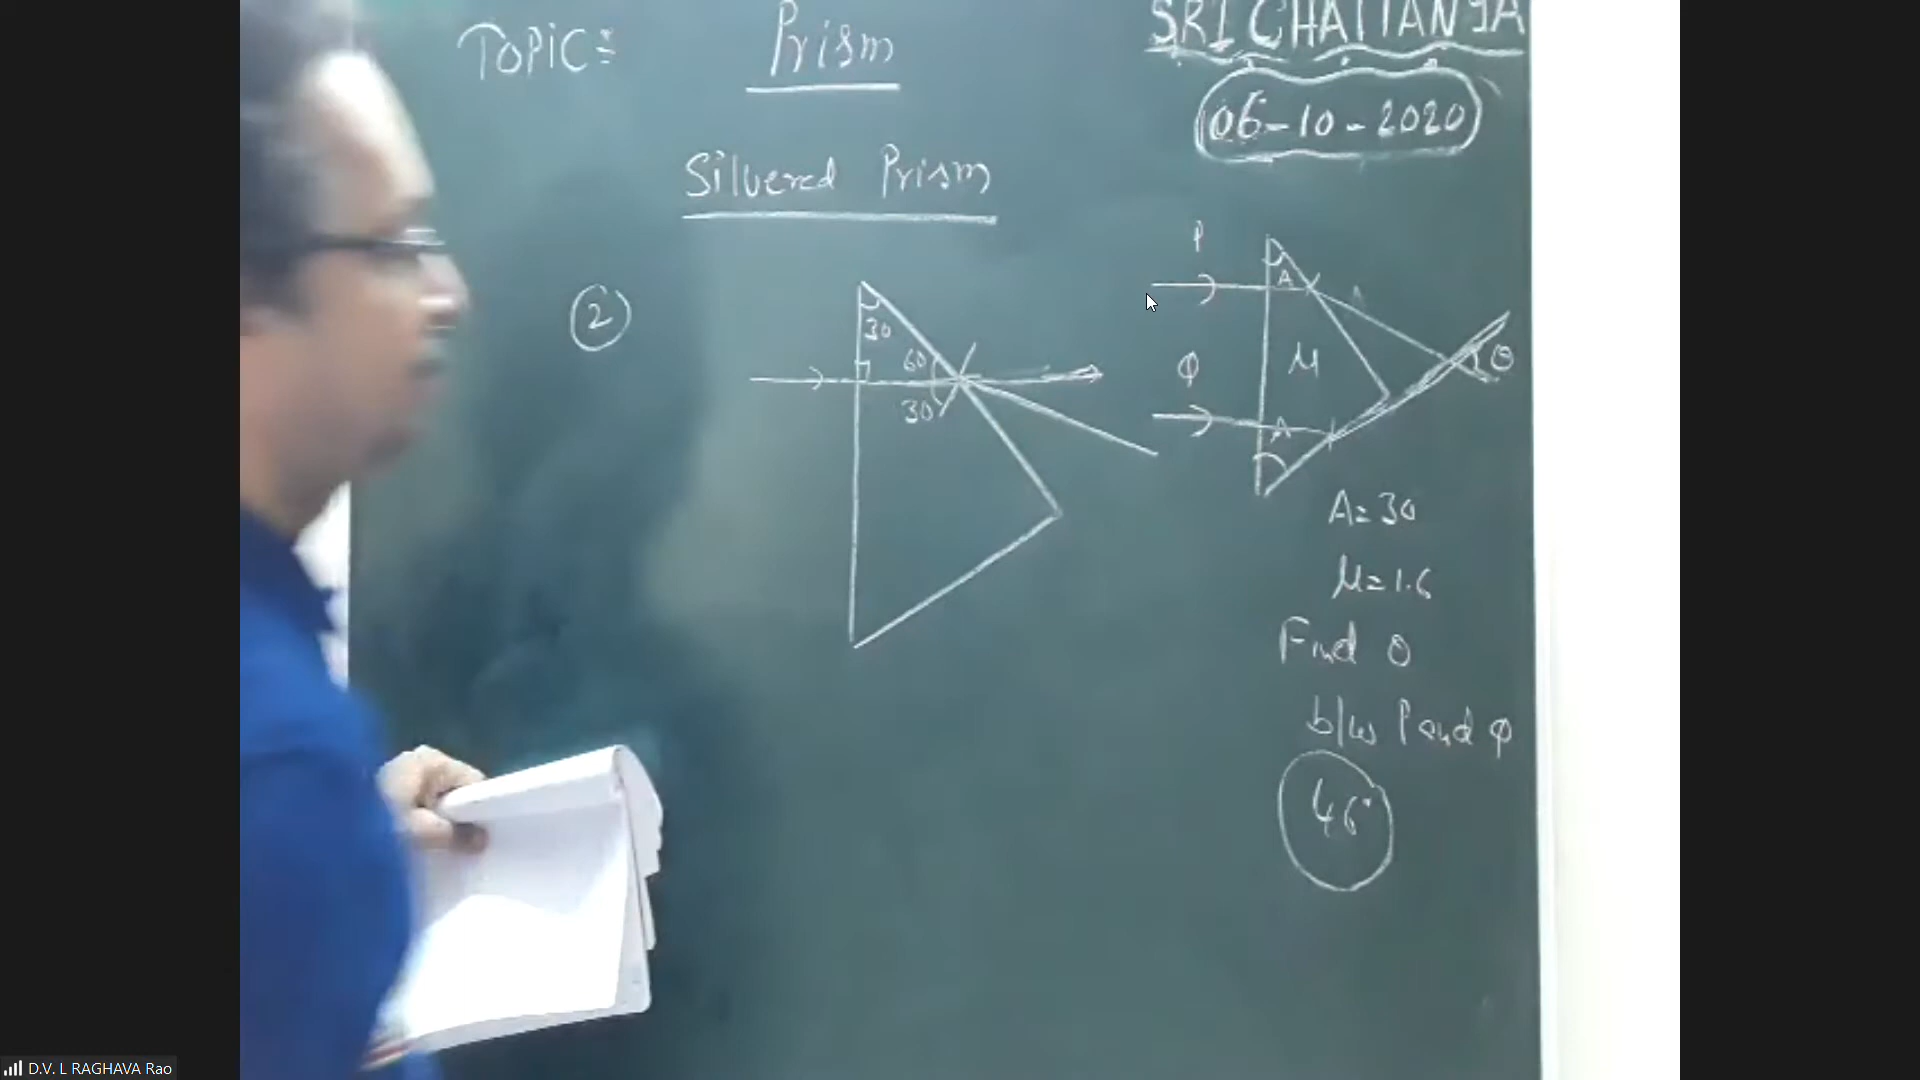 TOPIC:
Prism
SRI CHAITANYA
06-10-2020
Silvered Prism
2
30
60
30
P
A
μ
θ
Φ
A
A=30
μ=1.6
Find θ
b/w P and Φ
46°
D.V. L RAGHAVA Rao